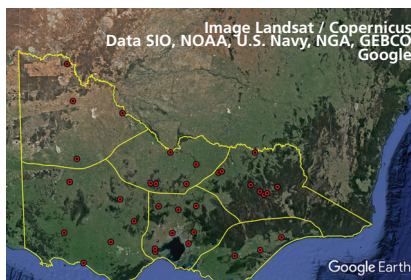 Image Landsat / Copernicus
Data SIO, NOAA, U.S. Navy, NGA, GEBCO
Google
Google Earth